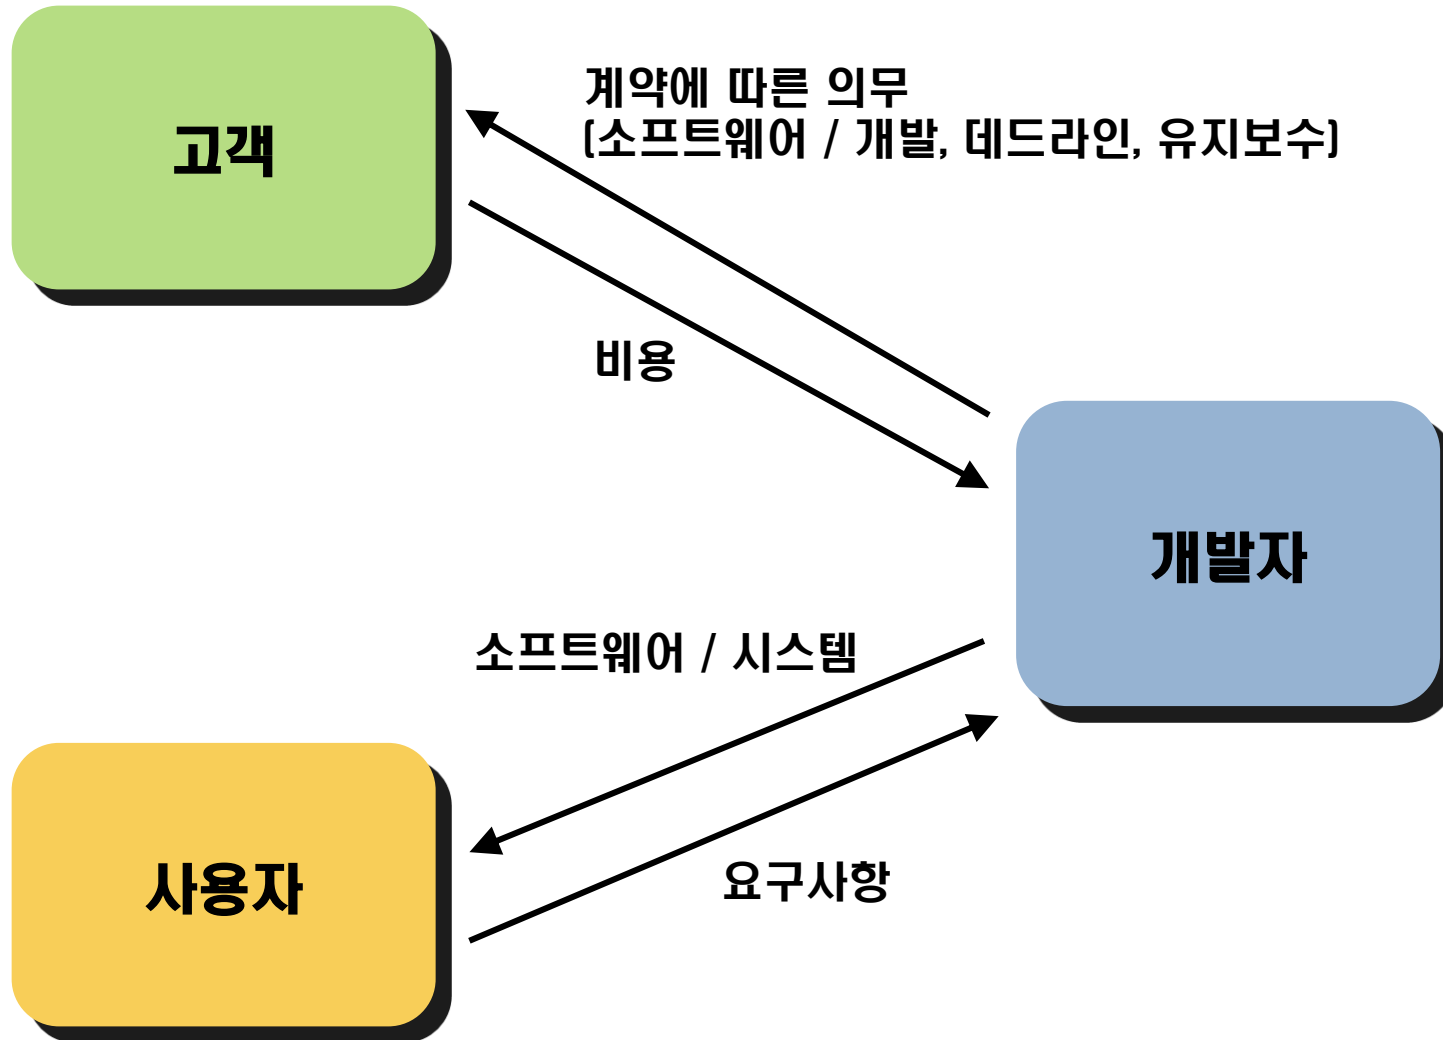 고객
계약에 따른 의무
(소프트웨어 / 개발, 데드라인, 유지보수)
비용
개발자
소프트웨어 / 시스템
사용자
요구사항